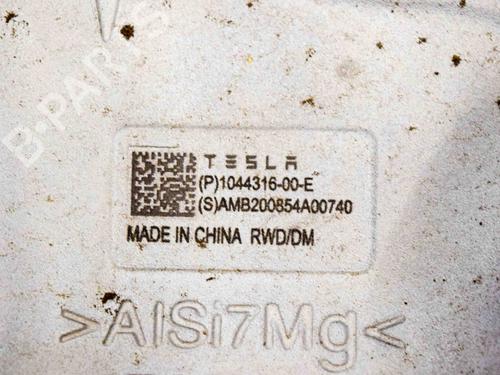 B-PARTS
TESLA
(P)1044316-00-E
(S)AMB200854A00740
MADE IN CHINA RWD/DM
>AlSi7Mg<